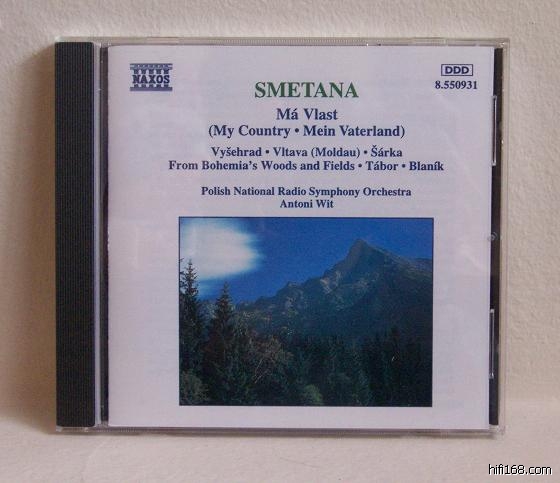 NAXOS
DDD
8.550931
SMETANA
Má Vlast
(My Country • Mein Vaterland)
Vyšehrad • Vltava (Moldau) • Šárka
From Bohemia's Woods and Fields • Tábor • Blaník
Polish National Radio Symphony Orchestra
Antoni Wit
hifi168.com